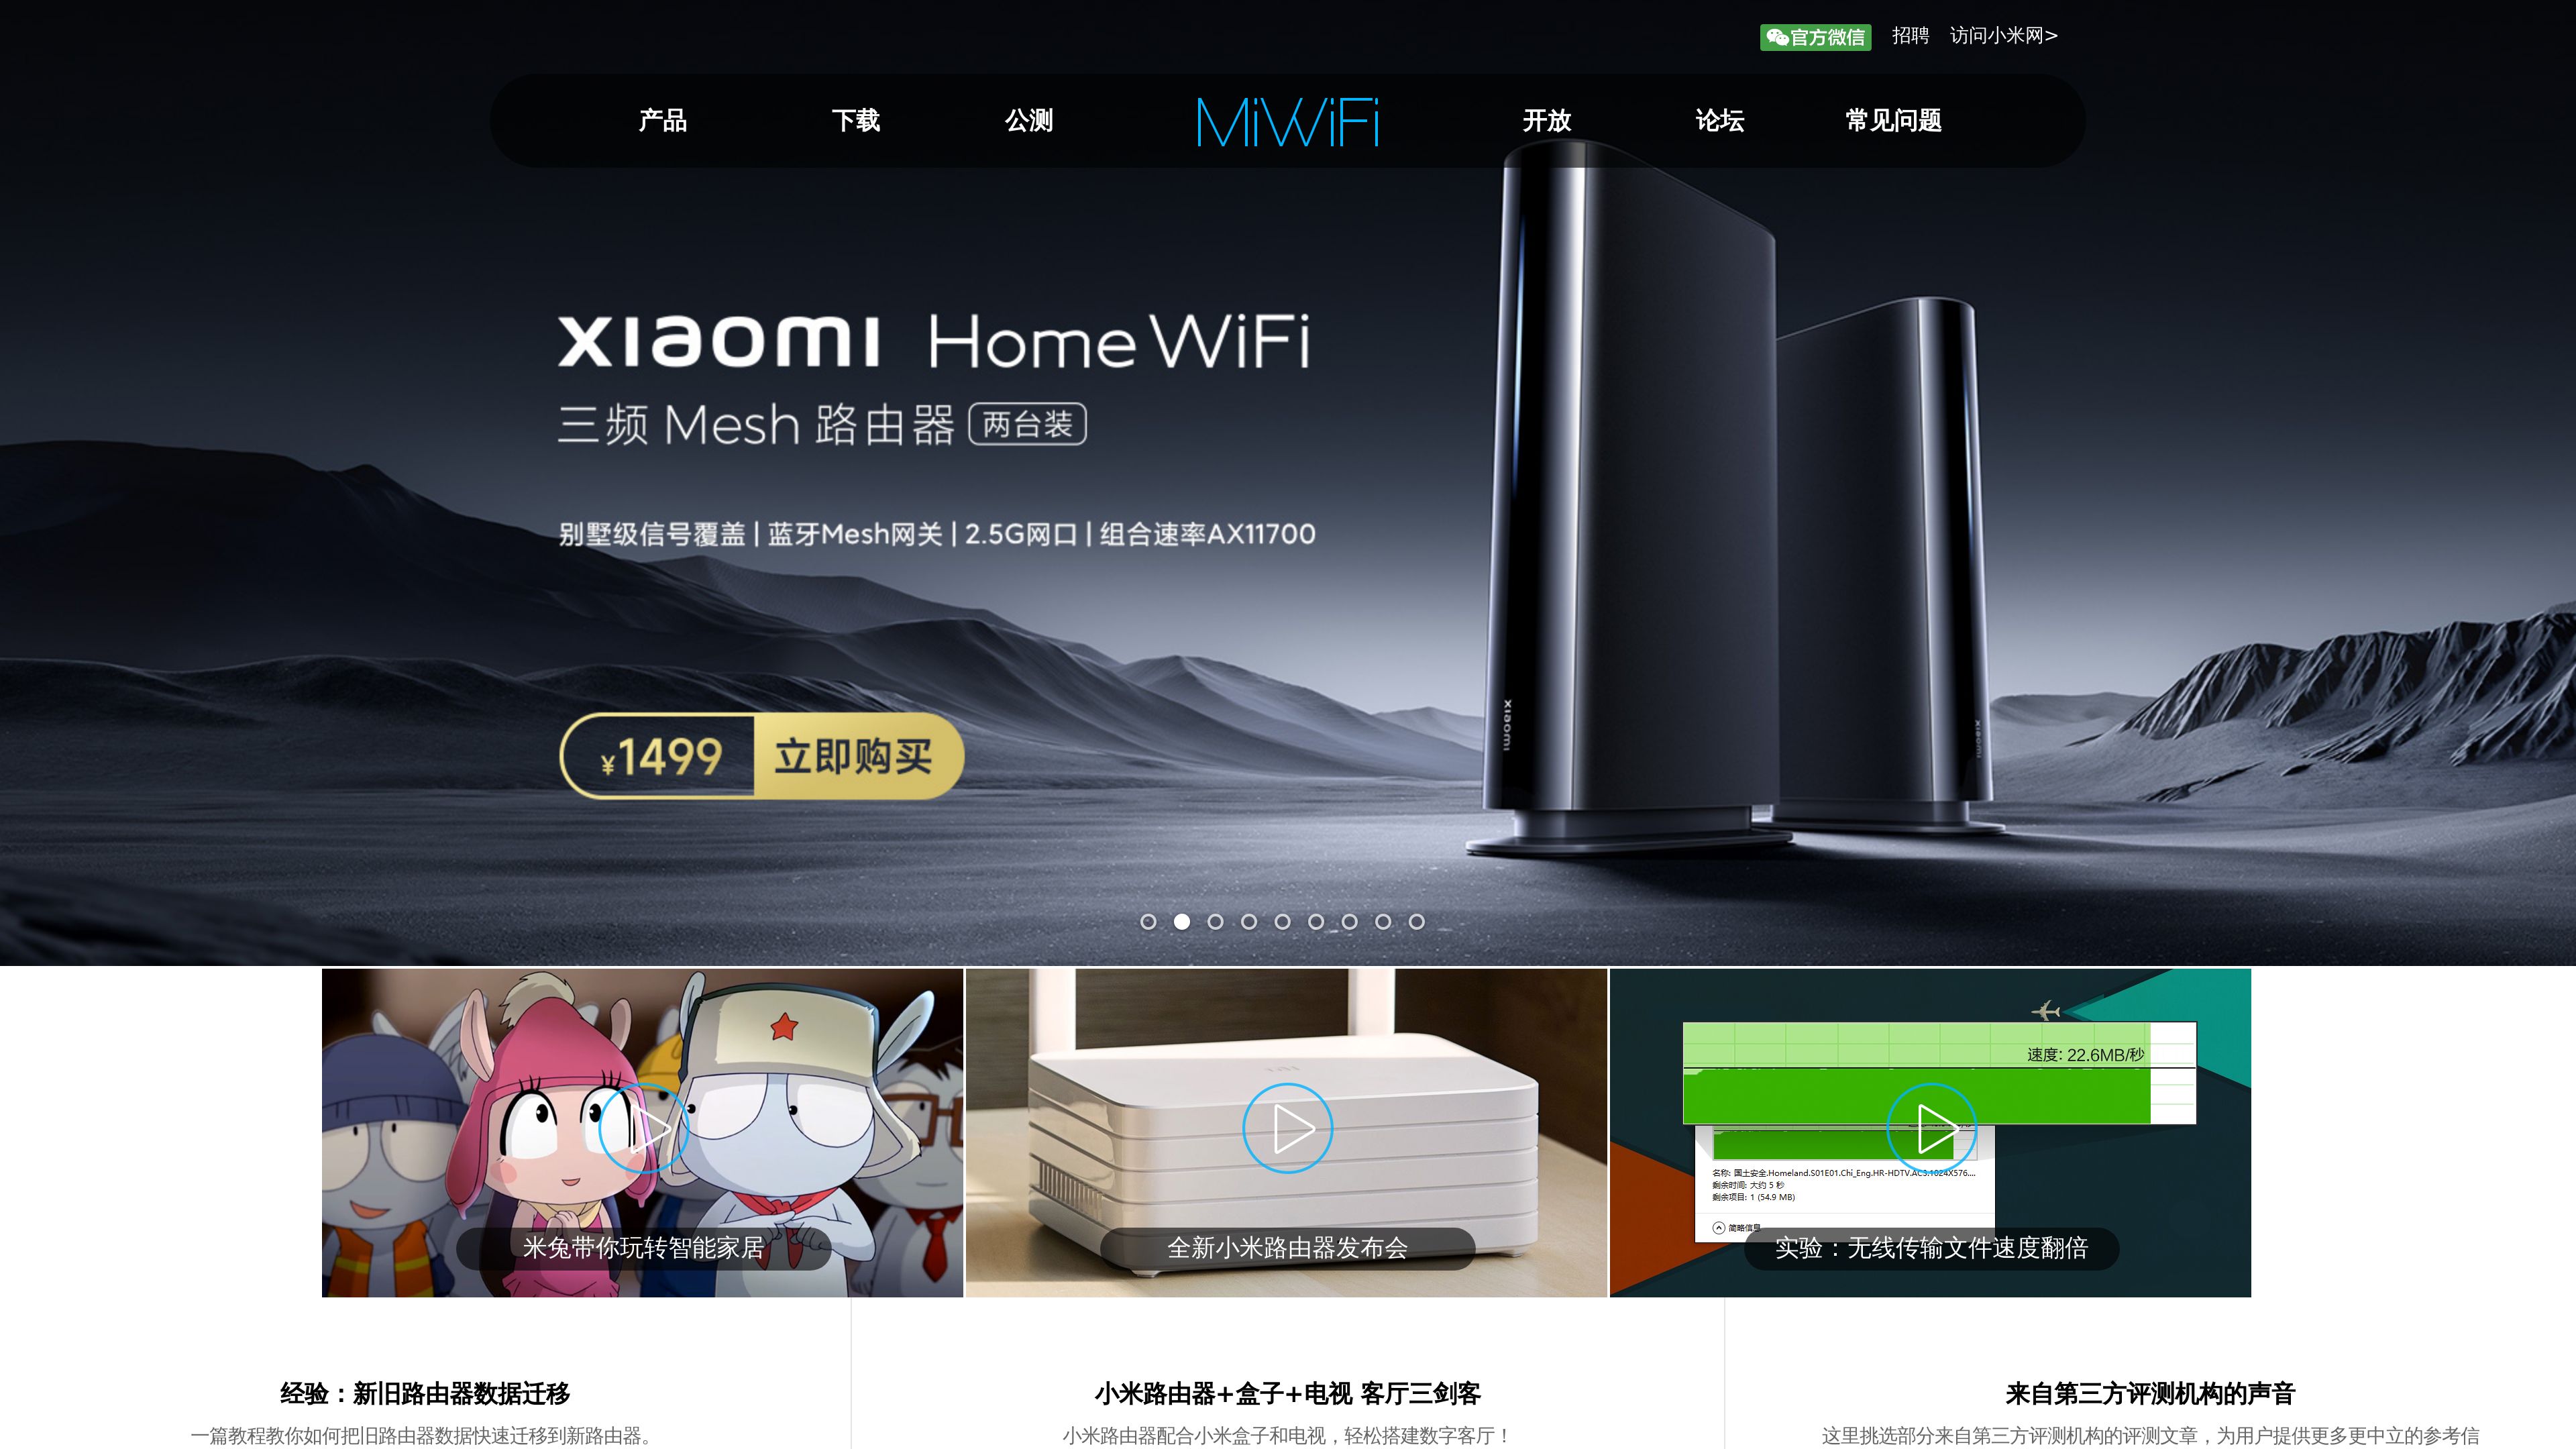 官方微信 招聘 访问小米网>
产品 下载 公测 MiWiFi 开放 论坛 常见问题
xiaomi Home WiFi
三频 Mesh 路由器 两台装
别墅级信号覆盖 | 蓝牙Mesh网关 | 2.5G网口 | 组合速率AX11700
¥1499 立即购买
xiaomi
xiaomi
速度: 22.6MB/秒
名称: 国土安全.Homeland.S01E01.Chi_Eng.HR-HDTV.AC3.1024X576....
剩余时间: 大约 5 秒
剩余项目: 1 (54.9 MB)
简略信息
米兔带你玩转智能家居
全新小米路由器发布会
实验：无线传输文件速度翻倍
经验：新旧路由器数据迁移
一篇教程教你如何把旧路由器数据快速迁移到新路由器。
小米路由器+盒子+电视 客厅三剑客
小米路由器配合小米盒子和电视，轻松搭建数字客厅！
来自第三方评测机构的声音
这里挑选部分来自第三方评测机构的评测文章，为用户提供更多更中立的参考信